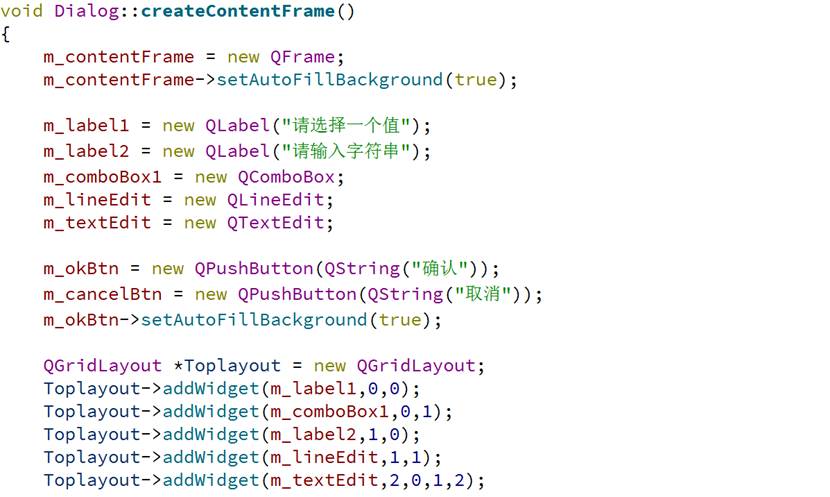 void Dialog::createContentFrame()
{
    m_contentFrame = new QFrame;
    m_contentFrame->setAutoFillBackground(true);

    m_label1 = new QLabel("请选择一个值");
    m_label2 = new QLabel("请输入字符串");
    m_comboBox1 = new QComboBox;
    m_lineEdit = new QLineEdit;
    m_textEdit = new QTextEdit;

    m_okBtn = new QPushButton(QString("确认"));
    m_cancelBtn = new QPushButton(QString("取消"));
    m_okBtn->setAutoFillBackground(true);

    QGridLayout *Toplayout = new QGridLayout;
    Toplayout->addWidget(m_label1,0,0);
    Toplayout->addWidget(m_comboBox1,0,1);
    Toplayout->addWidget(m_label2,1,0);
    Toplayout->addWidget(m_lineEdit,1,1);
    Toplayout->addWidget(m_textEdit,2,0,1,2);